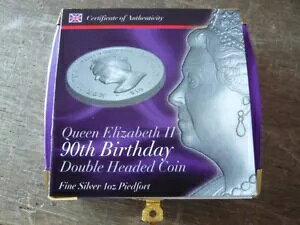 Certificate of Authenticity
Queen Elizabeth II
90th Birthday
Double Headed Coin
Fine Silver 1oz Piedfort